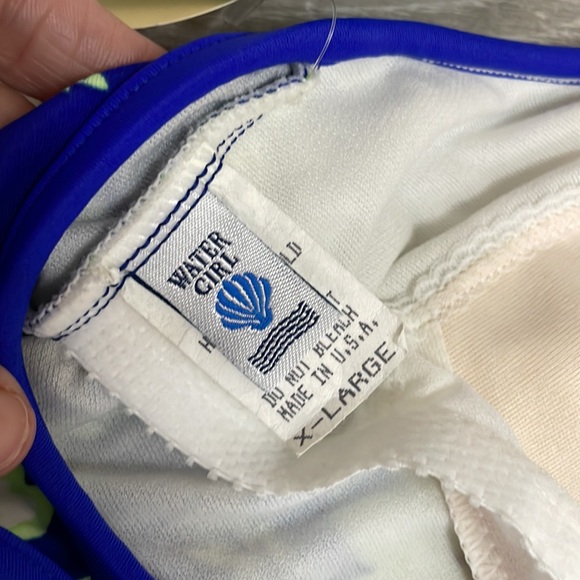 WATER
GIRL
DO NOT BLEACH
MADE IN U.S.A.
X-LARGE